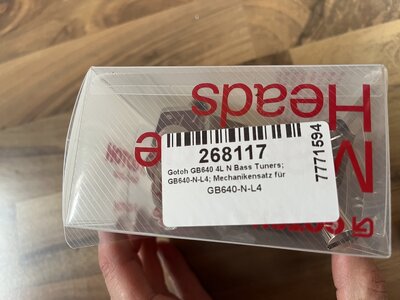 268117
Gotoh GB640 4L N Bass Tuners;
GB640-N-L4; Mechanikensatz für
GB640-N-L4
7771594
Heads
M